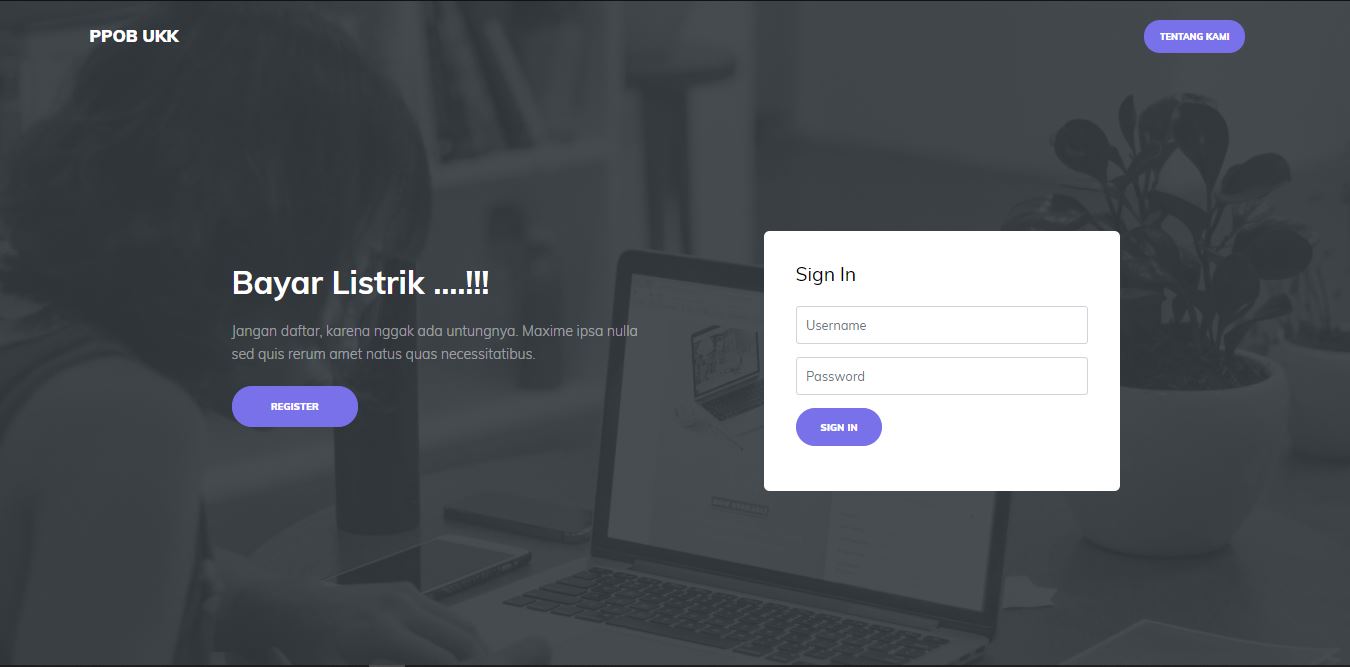 PPOB UKK
TENTANG KAMI
Bayar Listrik ....!!!
Jangan daftar, karena nggak ada untungnya. Maxime ipsa nulla
sed quis rerum amet natus quas necessitatibus.
REGISTER
Sign In
Username
Password
SIGN IN